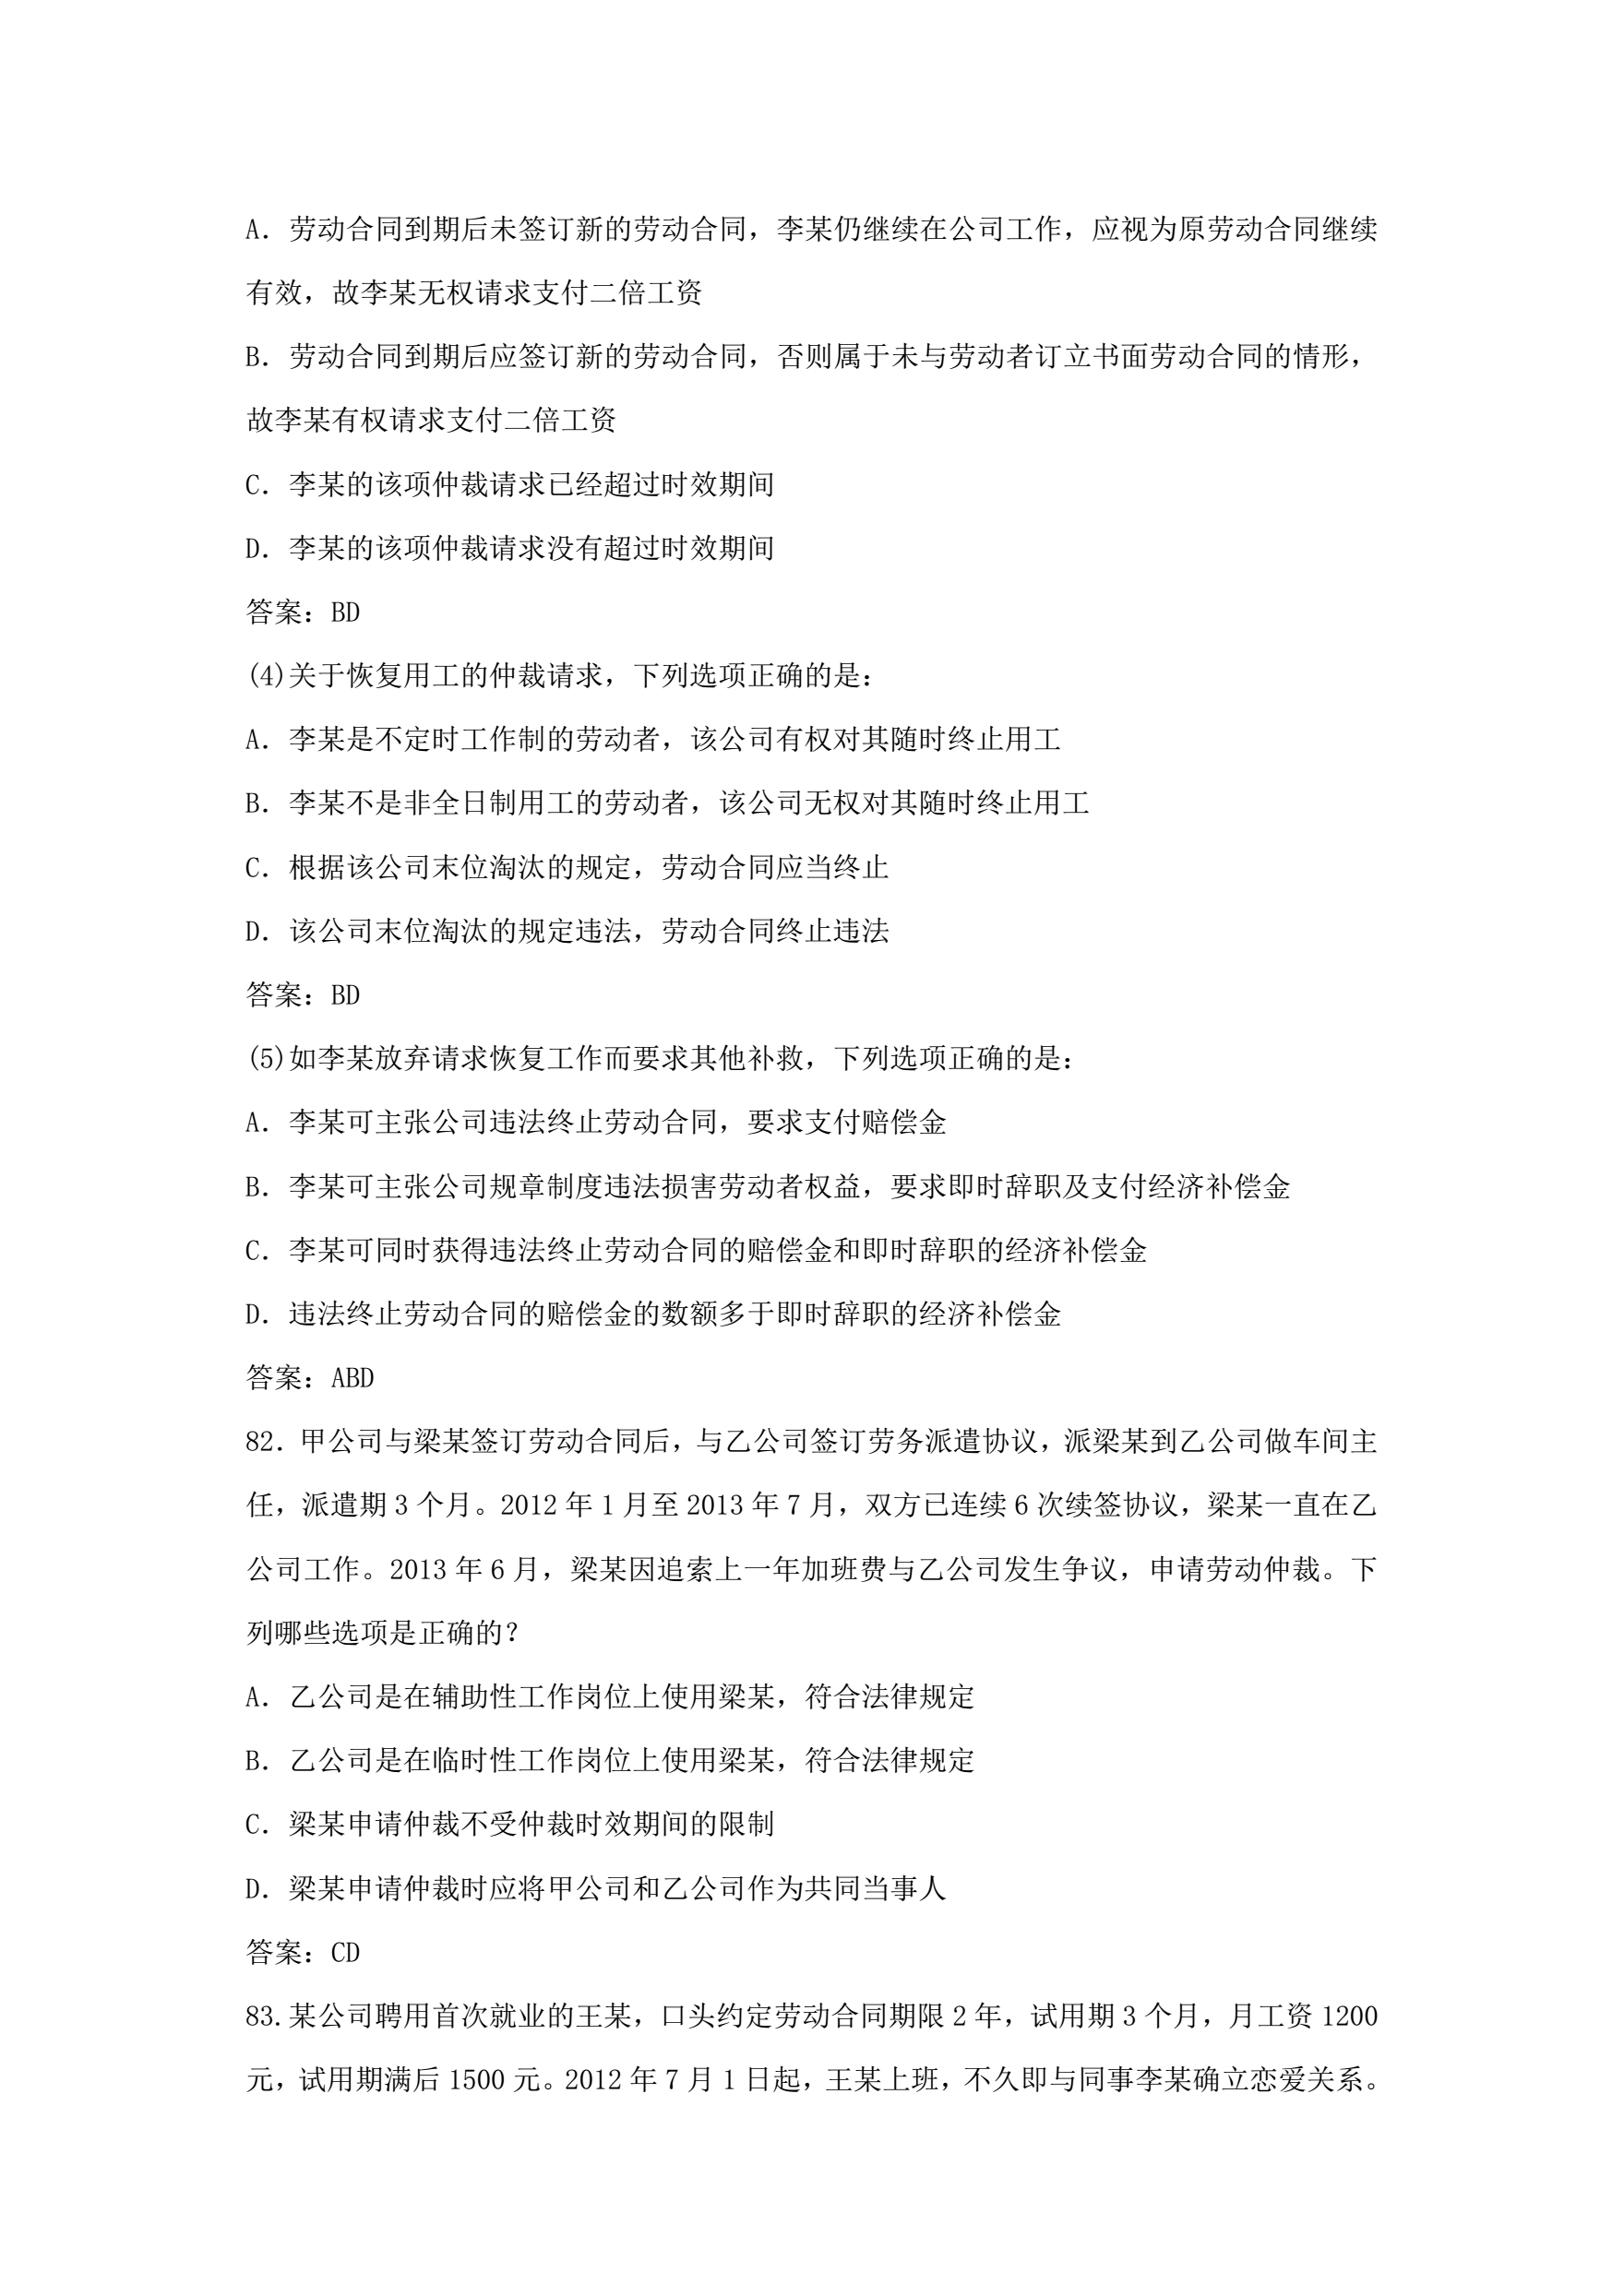 A. 劳动合同到期后未签订新的劳动合同，李某仍继续在公司工作，应视为原劳动合同继续
有效，故李某无权请求支付二倍工资
B. 劳动合同到期后应签订新的劳动合同，否则属于未与劳动者订立书面劳动合同的情形，
故李某有权请求支付二倍工资
C. 李某的该项仲裁请求已经超过时效期间
D. 李某的该项仲裁请求没有超过时效期间
答案：BD
(4)关于恢复用工的仲裁请求，下列选项正确的是：
A. 李某是不定时工作制的劳动者，该公司有权对其随时终止用工
B. 李某不是非全日制用工的劳动者，该公司无权对其随时终止用工
C. 根据该公司末位淘汰的规定，劳动合同应当终止
D. 该公司末位淘汰的规定违法，劳动合同终止违法
答案：BD
(5)如李某放弃请求恢复工作而要求其他补救，下列选项正确的是：
A. 李某可主张公司违法终止劳动合同，要求支付赔偿金
B. 李某可主张公司规章制度违法损害劳动者权益，要求即时辞职及支付经济补偿金
C. 李某可同时获得违法终止劳动合同的赔偿金和即时辞职的经济补偿金
D. 违法终止劳动合同的赔偿金的数额多于即时辞职的经济补偿金
答案：ABD
82. 甲公司与梁某签订劳动合同后，与乙公司签订劳务派遣协议，派梁某到乙公司做车间主
任，派遣期 3 个月。2012 年 1 月至 2013 年 7 月，双方已连续 6 次续签协议，梁某一直在乙
公司工作。2013 年 6 月，梁某因追索上一年加班费与乙公司发生争议，申请劳动仲裁。下
列哪些选项是正确的？
A. 乙公司是在辅助性工作岗位上使用梁某，符合法律规定
B. 乙公司是在临时性工作岗位上使用梁某，符合法律规定
C. 梁某申请仲裁不受仲裁时效期间的限制
D. 梁某申请仲裁时应将甲公司和乙公司作为共同当事人
答案：CD
83.某公司聘用首次就业的王某，口头约定劳动合同期限 2 年，试用期 3 个月，月工资 1200
元，试用期满后 1500 元。2012 年 7 月 1 日起，王某上班，不久即与同事李某确立恋爱关系。